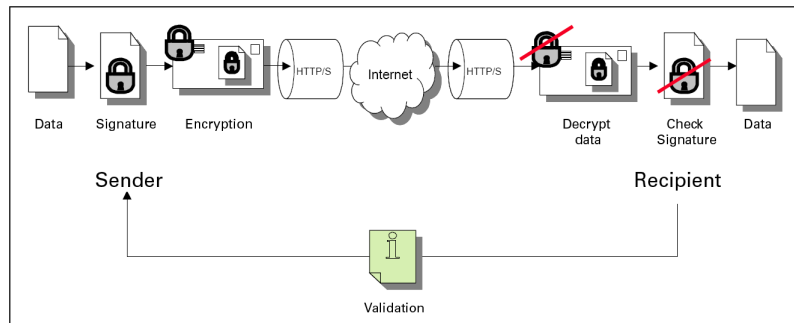 HTTP/S
Internet
HTTP/S
Data
Signature
Encryption
Decrypt
data
Check
Signature
Data
Sender
Recipient
i
Validation